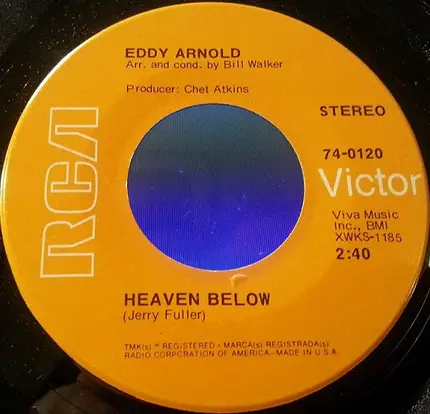 EDDY ARNOLD
Arr. and cond. by Bill Walker
Producer: Chet Atkins
STEREO
74-0120
RCA
Victor
Viva Music
Inc., BMI
XWKS-1185
2:40
HEAVEN BELOW
(Jerry Fuller)
TMK(s) ® REGISTERED • MARCA(s) REGISTRADA(s)
RADIO CORPORATION OF AMERICA—MADE IN U.S.A.